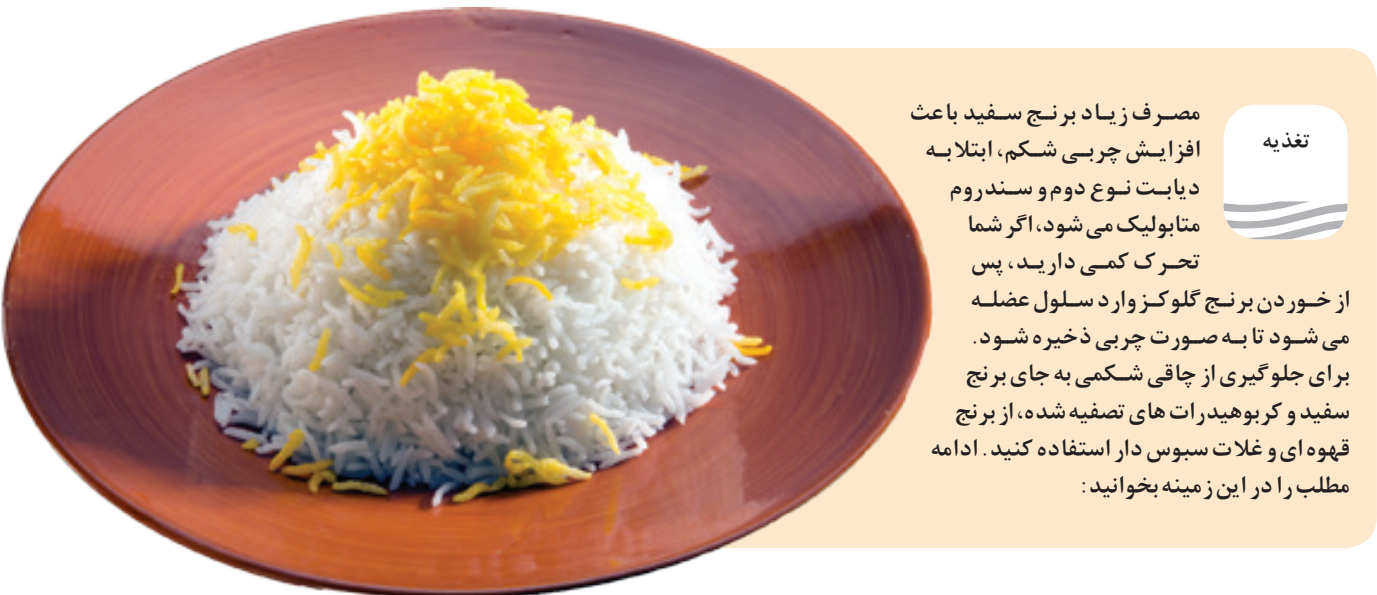 تغذیه
مصرف زیاد برنج سفید باعث
افزایش چربی شکم، ابتلا به
دیابت نوع دوم و سندروم
متابولیک می شود، اگر شما
تحرک کمی دارید، پس
از خوردن برنج گلوکز وارد سلول عضله
می شود تا به صورت چربی ذخیره شود.
برای جلوگیری از چاقی شکمی به جای برنج
سفید و کربوهیدرات های تصفیه شده، از برنج
قهوه ای و غلات سبوس دار استفاده کنید. ادامه
مطلب را در این زمینه بخوانید: